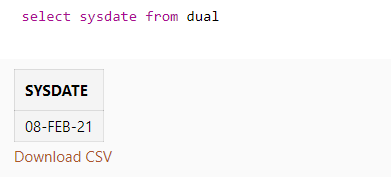 select sysdate from dual
SYSDATE
08-FEB-21
Download CSV